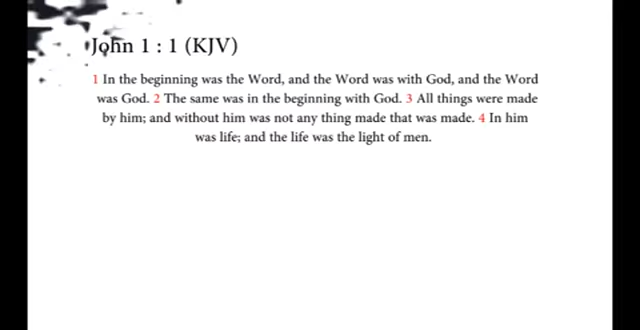 John 1 : 1 (KJV)
1 In the beginning was the Word, and the Word was with God, and the Word
was God. 2 The same was in the beginning with God. 3 All things were made
by him; and without him was not any thing made that was made. 4 In him
was life; and the life was the light of men.